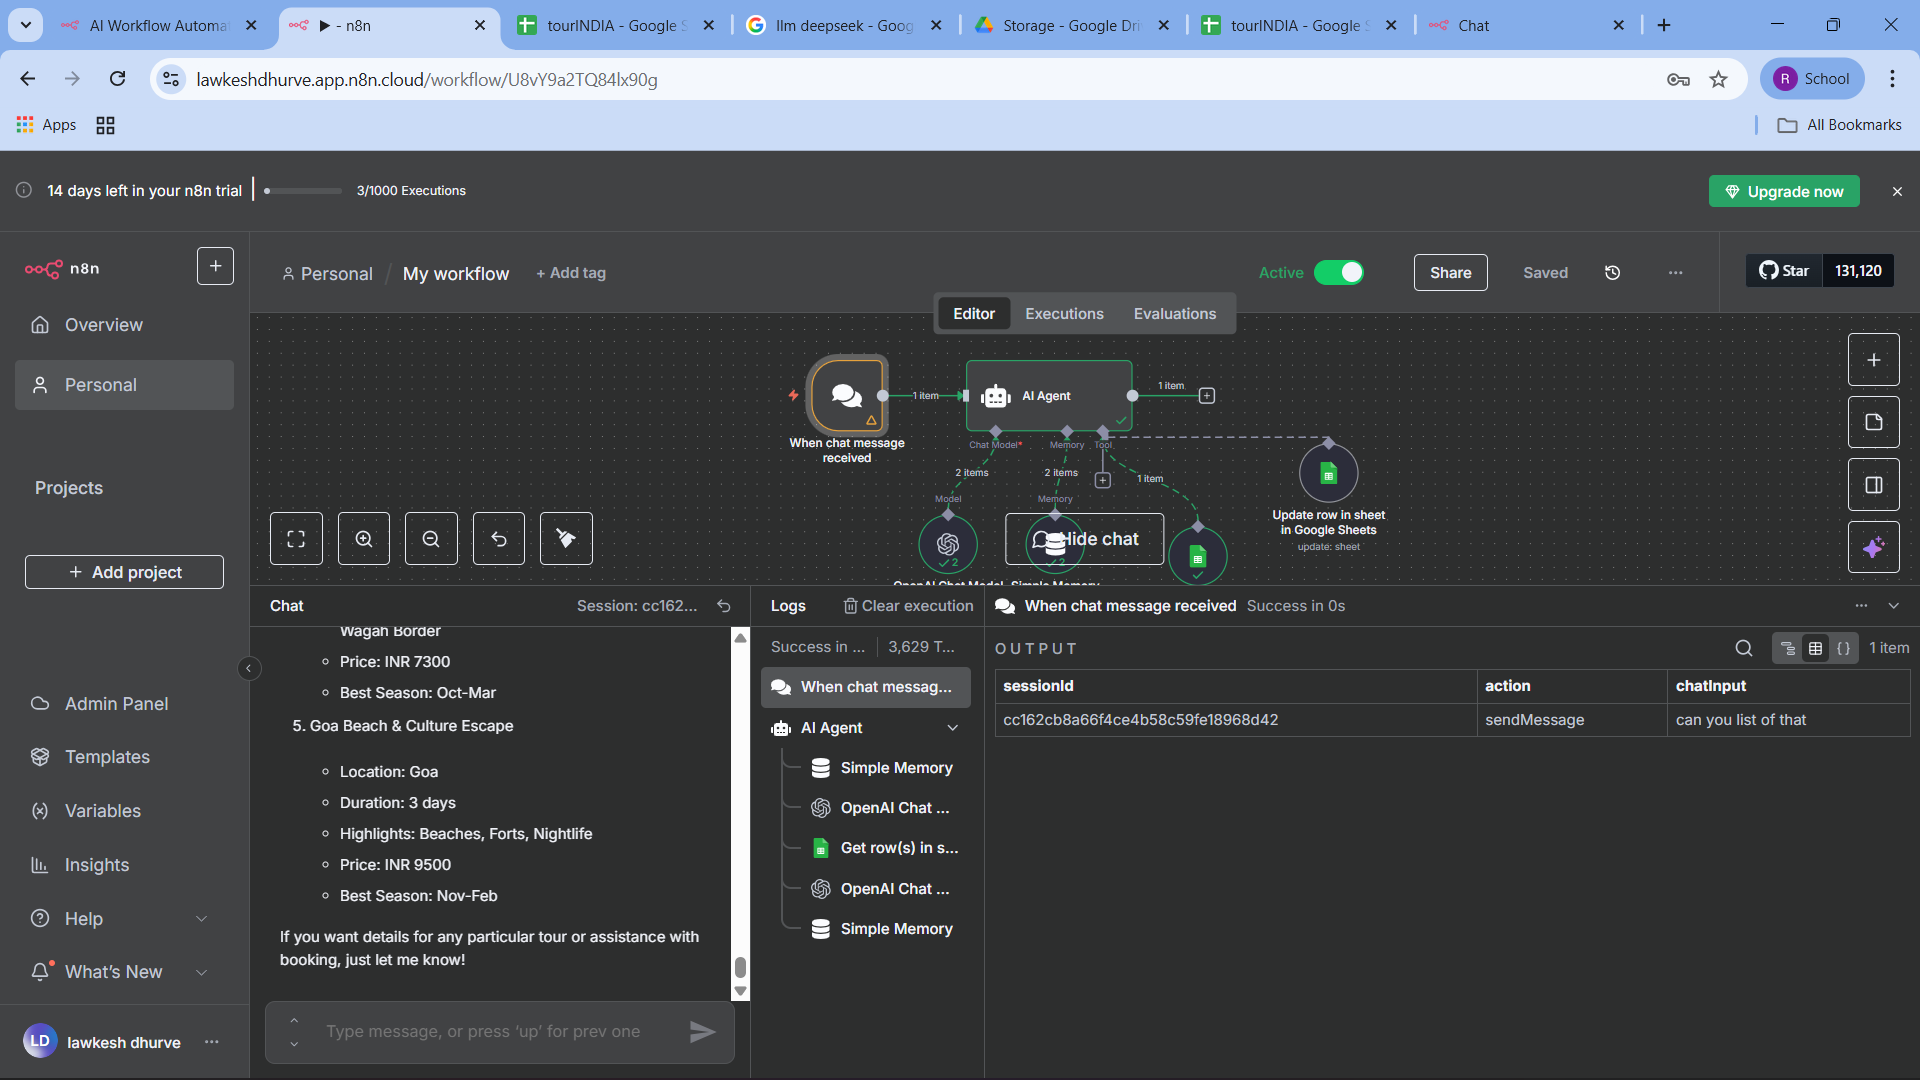 AI Workflow Automat
▶ - n8n
tourINDIA - Google S
llm deepseek - Goog
Storage - Google Dri
tourINDIA - Google S
Chat
lawkeshdhurve.app.n8n.cloud/workflow/U8vY9a2TQ84lx90g
R School
Apps
All Bookmarks
14 days left in your n8n trial
3/1000 Executions
Upgrade now
n8n
Personal / My workflow
+ Add tag
Active
Share
Saved
Star
131,120
Overview
Personal
Projects
+ Add project
Admin Panel
Templates
Variables
Insights
Help
What's New
LD
lawkesh dhurve
Editor
Executions
Evaluations
1 item
AI Agent
1 item
When chat message
received
Chat Model*
Memory
Tool
2 items
2 items
1 item
Model
Memory
Hide chat
2
2
OpenAI Chat Model
Simple Memory
Update row in sheet
in Google Sheets
update: sheet
Chat
Session: cc162...
Wagah Border
Price: INR 7300
Best Season: Oct-Mar
5. Goa Beach & Culture Escape
Location: Goa
Duration: 3 days
Highlights: Beaches, Forts, Nightlife
Price: INR 9500
Best Season: Nov-Feb
If you want details for any particular tour or assistance with
booking, just let me know!
Type message, or press ‘up’ for prev one
Logs
Clear execution
Success in ...
3,629 T...
When chat messag...
AI Agent
Simple Memory
OpenAI Chat ...
Get row(s) in s...
OpenAI Chat ...
Simple Memory
When chat message received
Success in 0s
OUTPUT
1 item
sessionId
action
chatInput
cc162cb8a66f4ce4b58c59fe18968d42
sendMessage
can you list of that